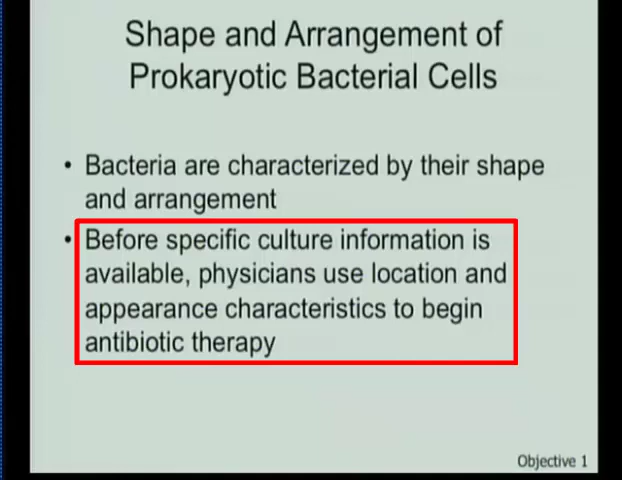 Shape and Arrangement of
Prokaryotic Bacterial Cells
• Bacteria are characterized by their shape
and arrangement
• Before specific culture information is
available, physicians use location and
appearance characteristics to begin
antibiotic therapy
Objective 1